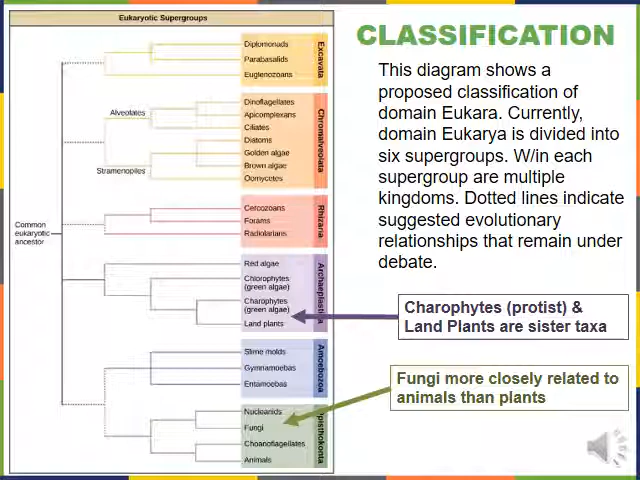 Eukaryotic Supergroups
Diplomonads
Parabasalids
Euglenozoans
Excavata
Alveolates
Stramenopiles
Dinoflagellates
Apicomplexans
Ciliates
Diatoms
Golden algae
Brown algae
Oomycetes
Chromalveolata
Cercozoans
Forams
Radiolarians
Rhizaria
Common
eukaryotic
ancestor
Red algae
Chlorophytes
(green algae)
Charophytes
(green algae)
Land plants
Archaeplastida
Slime molds
Gymnamoebas
Entamoebas
Amoebozoa
Nucleariids
Fungi
Choanoflagellates
Animals
Opisthokonta
CLASSIFICATION
This diagram shows a
proposed classification of
domain Eukara. Currently,
domain Eukarya is divided into
six supergroups. W/in each
supergroup are multiple
kingdoms. Dotted lines indicate
suggested evolutionary
relationships that remain under
debate.
Charophytes (protist) &
Land Plants are sister taxa
Fungi more closely related to
animals than plants